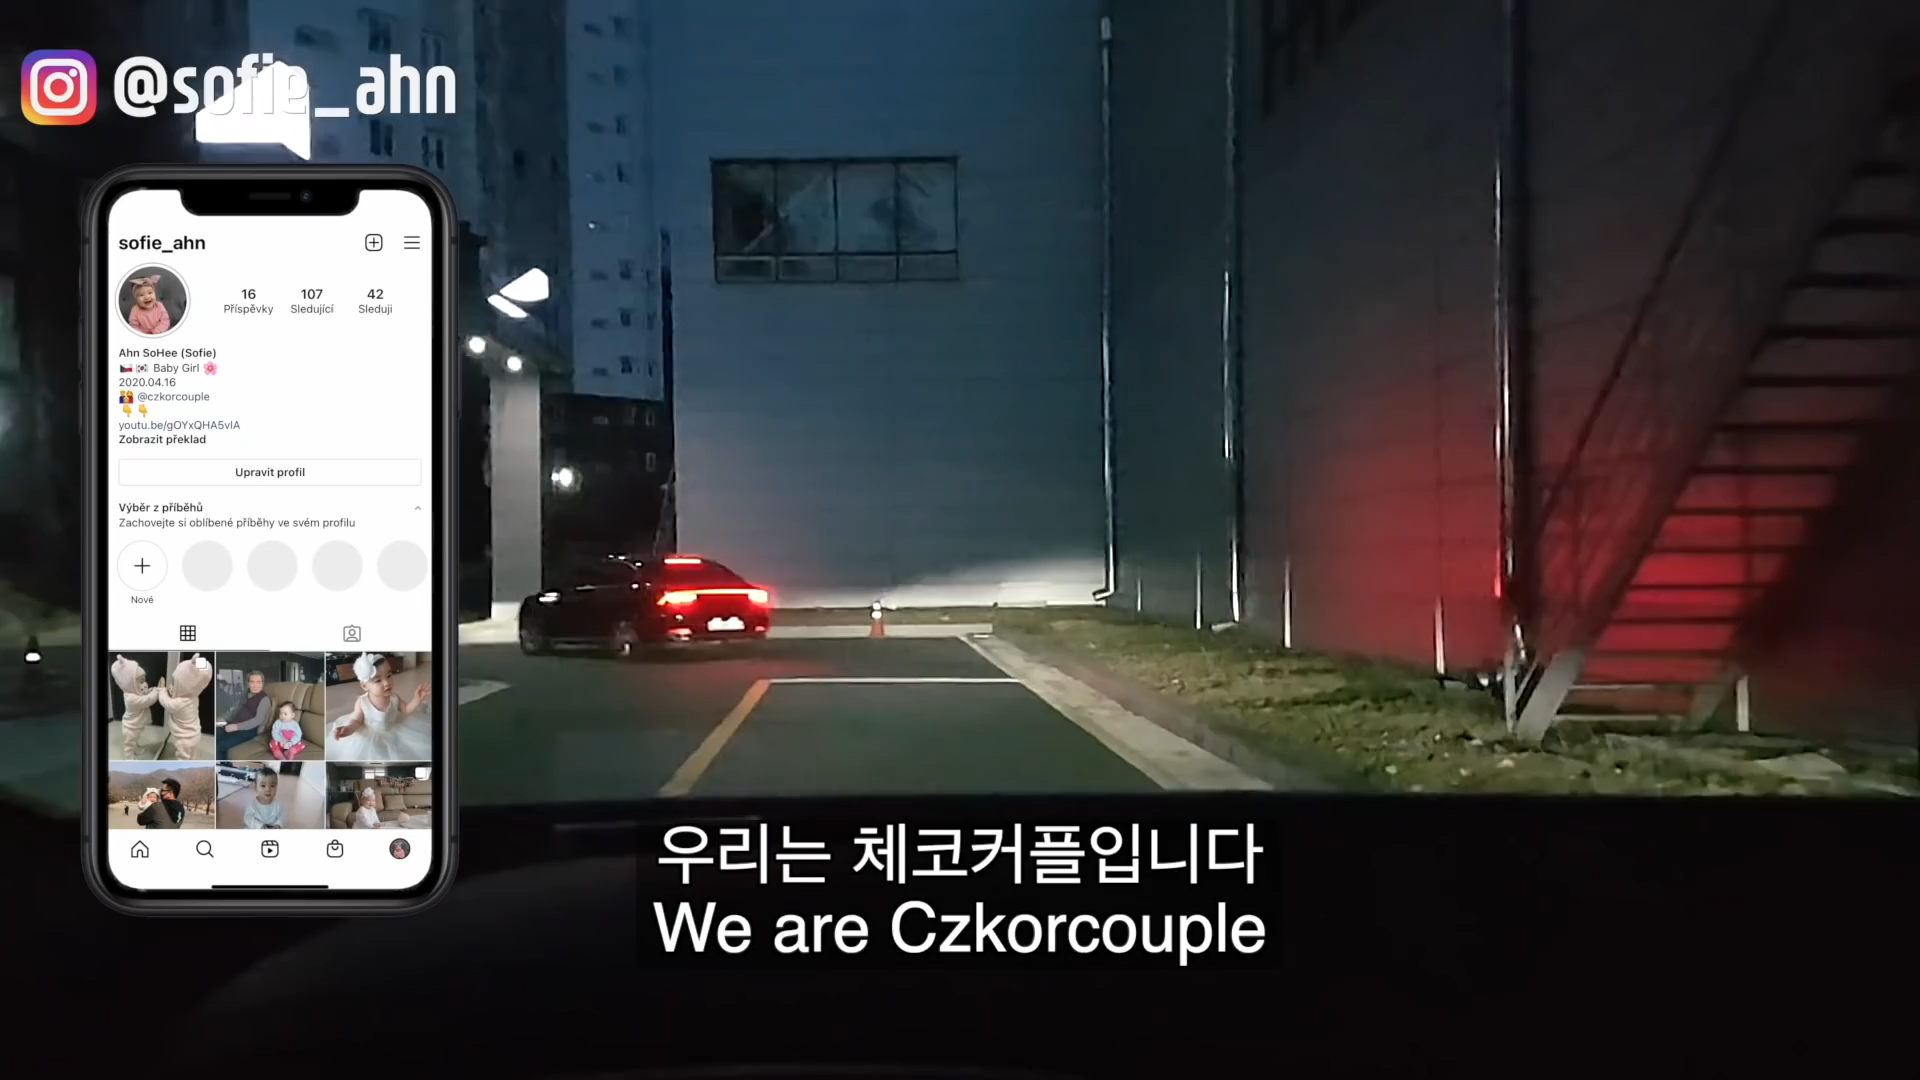 @sofie_ahn
sofie_ahn
16
Příspěvky
107
Sledující
42
Sleduji
Ahn SoHee (Sofie)
🇨🇿 🇰🇷 Baby Girl 🌸
2020.04.16
👩‍❤️‍👨 @czkorcouple
👇👇
youtu.be/gOYxQHA5vIA
Zobrazit překlad
Upravit profil
Výběr z příběhů
Zachovejte si oblíbené příběhy ve svém profilu
Nové
우리는 체코커플입니다
We are Czkorcouple